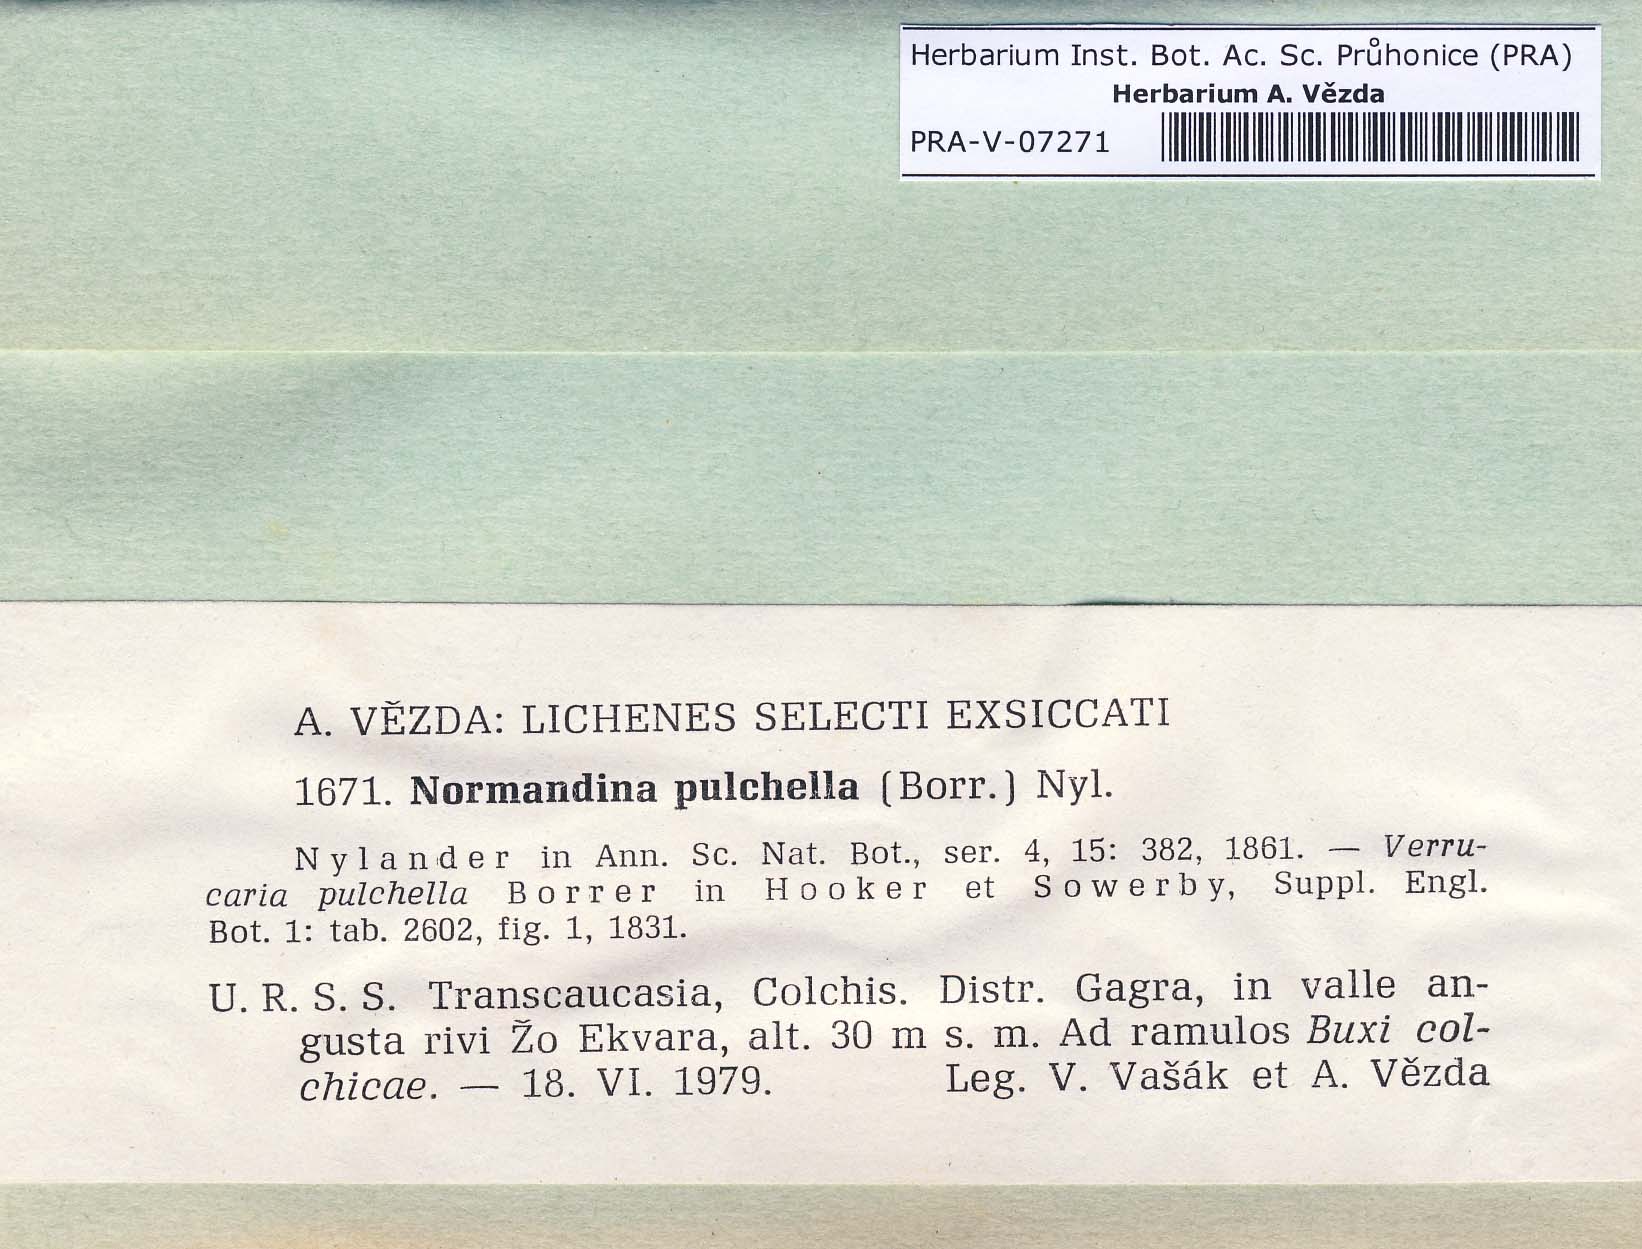 Herbarium Inst. Bot. Ac. Sc. Průhonice (PRA)
Herbarium A. Vězda
PRA-V-07271
A. VĚZDA: LICHENES SELECTI EXSICCATI
1671. Normandina pulchella (Borr.) Nyl.
Nylander in Ann. Sc. Nat. Bot., ser. 4, 15: 382, 1861. — Verru-
caria pulchella Borrer in Hooker et Sowerby, Suppl. Engl.
Bot. 1: tab. 2602, fig. 1, 1831.
U. R. S. S. Transcaucasia, Colchis. Distr. Gagra, in valle an-
gusta rivi Žo Ekvara, alt. 30 m s. m. Ad ramulos Buxi col-
chicae. — 18. VI. 1979. Leg. V. Vašák et A. Vězda